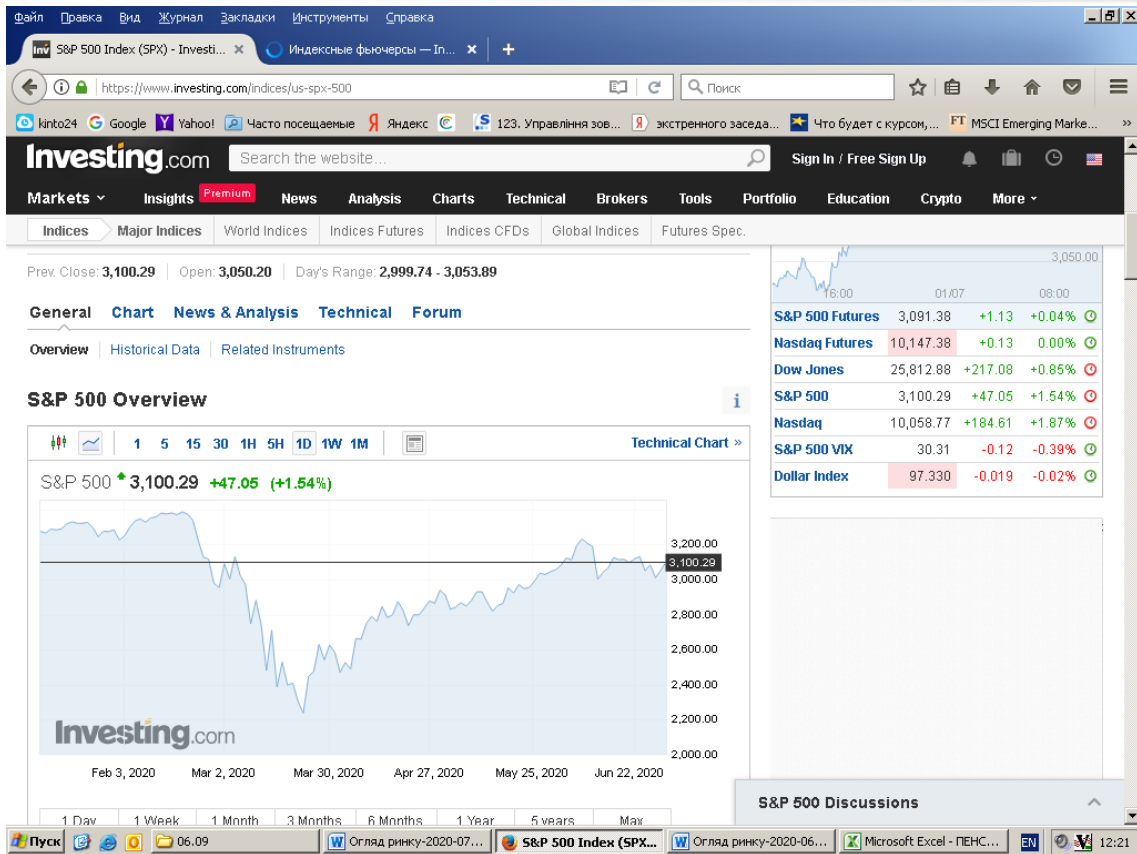 Файл Правка Вид Журнал Закладки Инструменты Справка
Inv S&P 500 Index (SPX) - Investi... Индексные фьючерсы — In...
https://www.investing.com/indices/us-spx-500 Поиск
kinto24 Google Yahoo! Часто посещаемые Яндекс 123. Управління зов... экстренного заседа... Что будет с курсом,... FT MSCI Emerging Marke... »
Investing.com Search the website... Sign In / Free Sign Up
Markets Insights Premium News Analysis Charts Technical Brokers Tools Portfolio Education Crypto More
Indices Major Indices World Indices Indices Futures Indices CFDs Global Indices Futures Spec.
Prev. Close: 3,100.29 Open: 3,050.20 Day's Range: 2,999.74 - 3,053.89
General Chart News & Analysis Technical Forum
Overview Historical Data Related Instruments
S&P 500 Overview
1 5 15 30 1H 5H 1D 1W 1M Technical Chart »
S&P 500 3,100.29 +47.05 (+1.54%)
3,200.00
3,100.29
3,000.00
2,800.00
2,600.00
2,400.00
2,200.00
2,000.00
Investing.com
Feb 3, 2020 Mar 2, 2020 Mar 30, 2020 Apr 27, 2020 May 25, 2020 Jun 22, 2020
1 Day 1 Week 1 Month 3 Months 6 Months 1 Year 5 years Max
3,050.00
16:00 01/07 08:00
S&P 500 Futures 3,091.38 +1.13 +0.04%
Nasdaq Futures 10,147.38 +0.13 0.00%
Dow Jones 25,812.88 +217.08 +0.85%
S&P 500 3,100.29 +47.05 +1.54%
Nasdaq 10,058.77 +184.61 +1.87%
S&P 500 VIX 30.31 -0.12 -0.39%
Dollar Index 97.330 -0.019 -0.02%
S&P 500 Discussions
Пуск 06.09 Огляд ринку-2020-07... S&P 500 Index (SPX... Огляд ринку-2020-06... Microsoft Excel - ПЕНС... EN 12:21